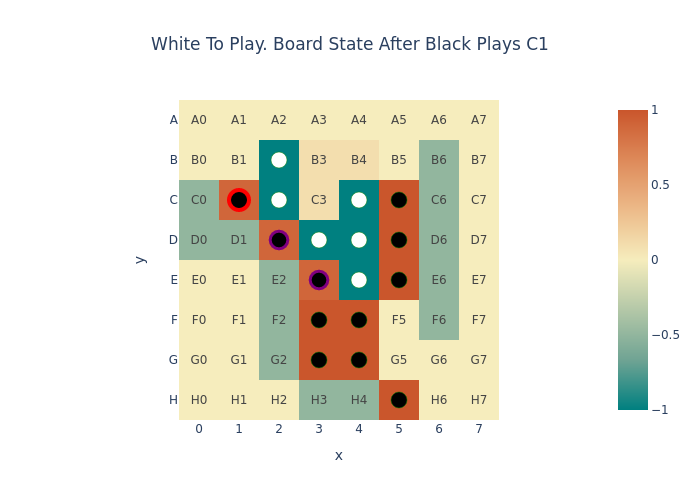 White To Play. Board State After Black Plays C1
A A0 A1 A2 A3 A4 A5 A6 A7
B B0 B1 B3 B4 B5 B6 B7
C C0 C3 C6 C7
D D0 D1 D6 D7
E E0 E1 E2 E6 E7
F F0 F1 F2 F5 F6 F7
G G0 G1 G2 G5 G6 G7
H H0 H1 H2 H3 H4 H6 H7
0 1 2 3 4 5 6 7
x
y
1
0.5
0
−0.5
−1